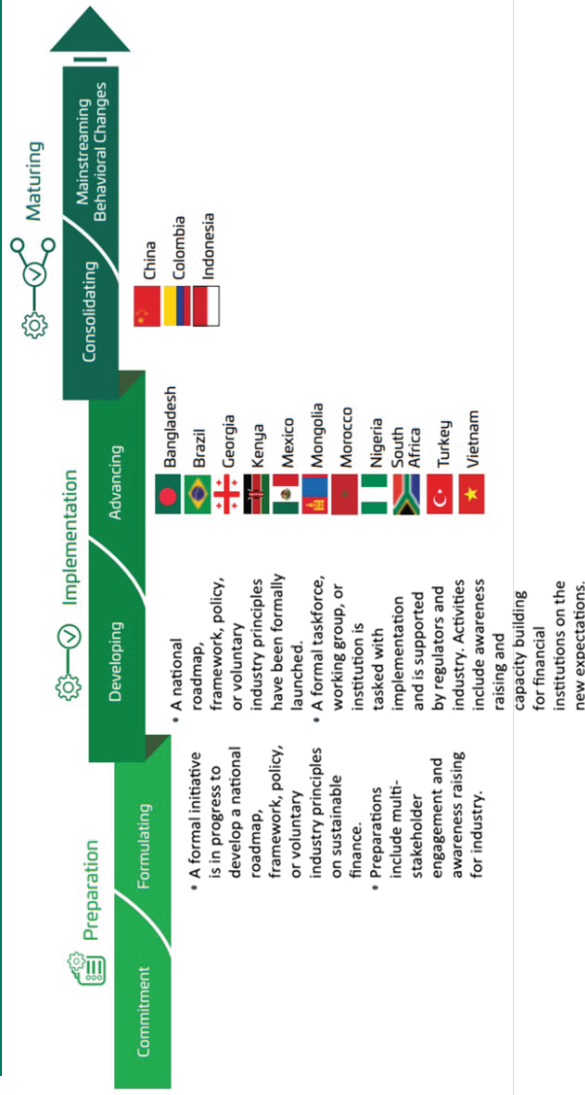 Preparation
Implementation
Maturing
Commitment
Formulating
Developing
Advancing
Consolidating
Mainstreaming
Behavioral Changes
• A formal initiative
is in progress to
develop a national
roadmap,
framework, policy,
or voluntary
industry principles
on sustainable
finance.
• Preparations
include multi-
stakeholder
engagement and
awareness raising
for industry.
• A national
roadmap,
framework, policy,
or voluntary
industry principles
have been formally
launched.
• A formal taskforce,
working group, or
institution is
tasked with
implementation
and is supported
by regulators and
industry. Activities
include awareness
raising and
capacity building
for financial
institutions on the
new expectations.
Bangladesh
Brazil
Georgia
Kenya
Mexico
Mongolia
Morocco
Nigeria
South
Africa
Turkey
Vietnam
China
Colombia
Indonesia